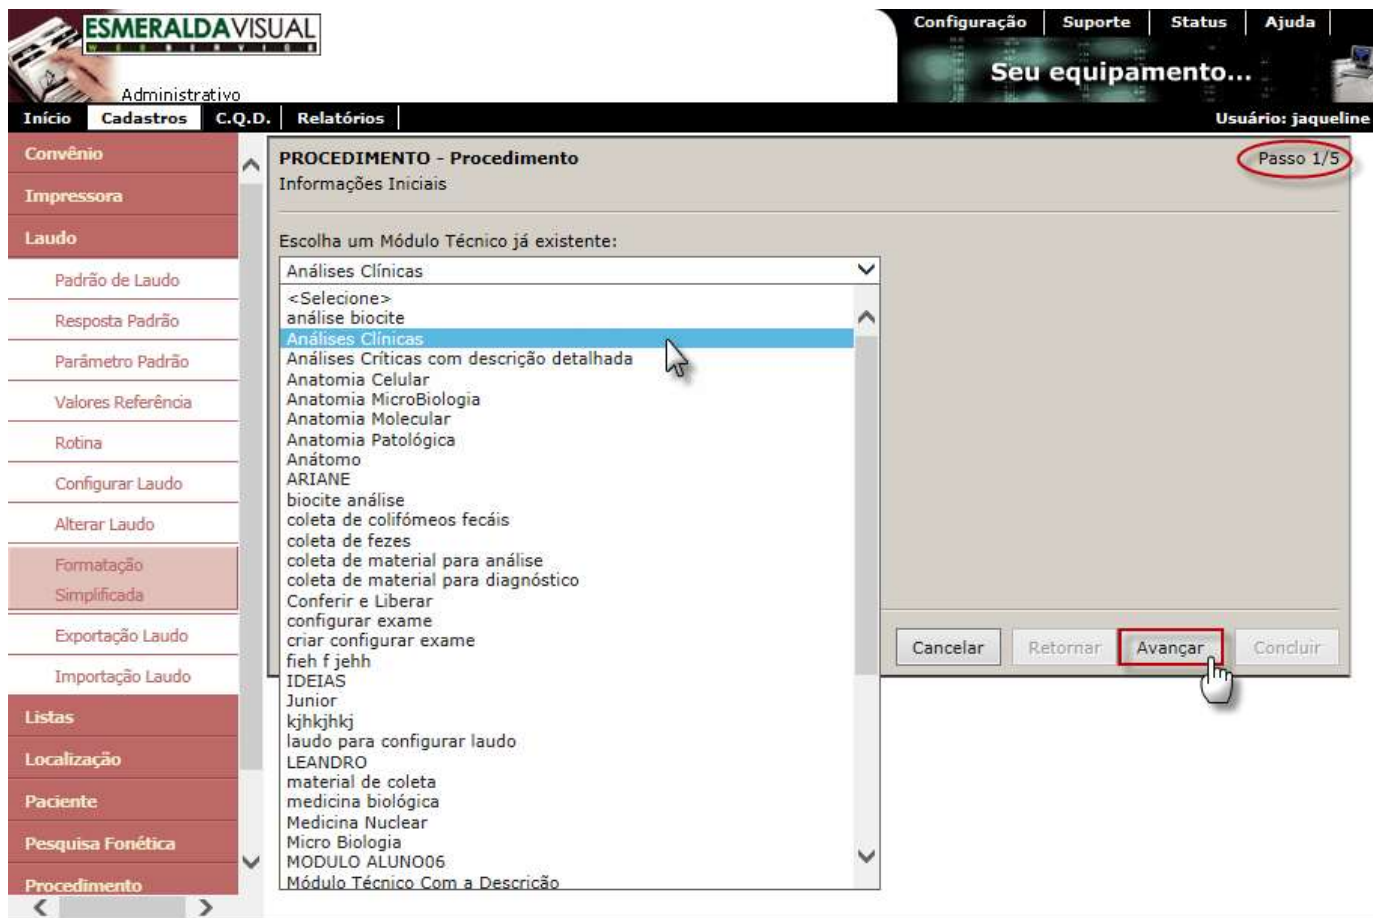 ESMERALDAVISUAL
WEB SERVICE
Administrativo
Configuração Suporte Status Ajuda
Seu equipamento...
Início Cadastros C.Q.D. Relatórios
Usuário: jaqueline
Convênio
Impressora
Laudo
Padrão de Laudo
Resposta Padrão
Parâmetro Padrão
Valores Referência
Rotina
Configurar Laudo
Alterar Laudo
Formatação
Simplificada
Exportação Laudo
Importação Laudo
Listas
Localização
Paciente
Pesquisa Fonética
Procedimento
PROCEDIMENTO - Procedimento
Passo 1/5
Informações Iniciais
Escolha um Módulo Técnico já existente:
Análises Clínicas
<Selecione>
análise biocite
Análises Clínicas
Análises Críticas com descrição detalhada
Anatomia Celular
Anatomia MicroBiologia
Anatomia Molecular
Anatomia Patológica
Anátomo
ARIANE
biocite análise
coleta de colifómeos fecáis
coleta de fezes
coleta de material para análise
coleta de material para diagnóstico
Conferir e Liberar
configurar exame
criar configurar exame
fieh f jehh
IDEIAS
Junior
kjhkjhkj
laudo para configurar laudo
LEANDRO
material de coleta
medicina biológica
Medicina Nuclear
Micro Biologia
MODULO ALUNO06
Módulo Técnico Com a Descrição
Cancelar Retornar Avançar Concluir